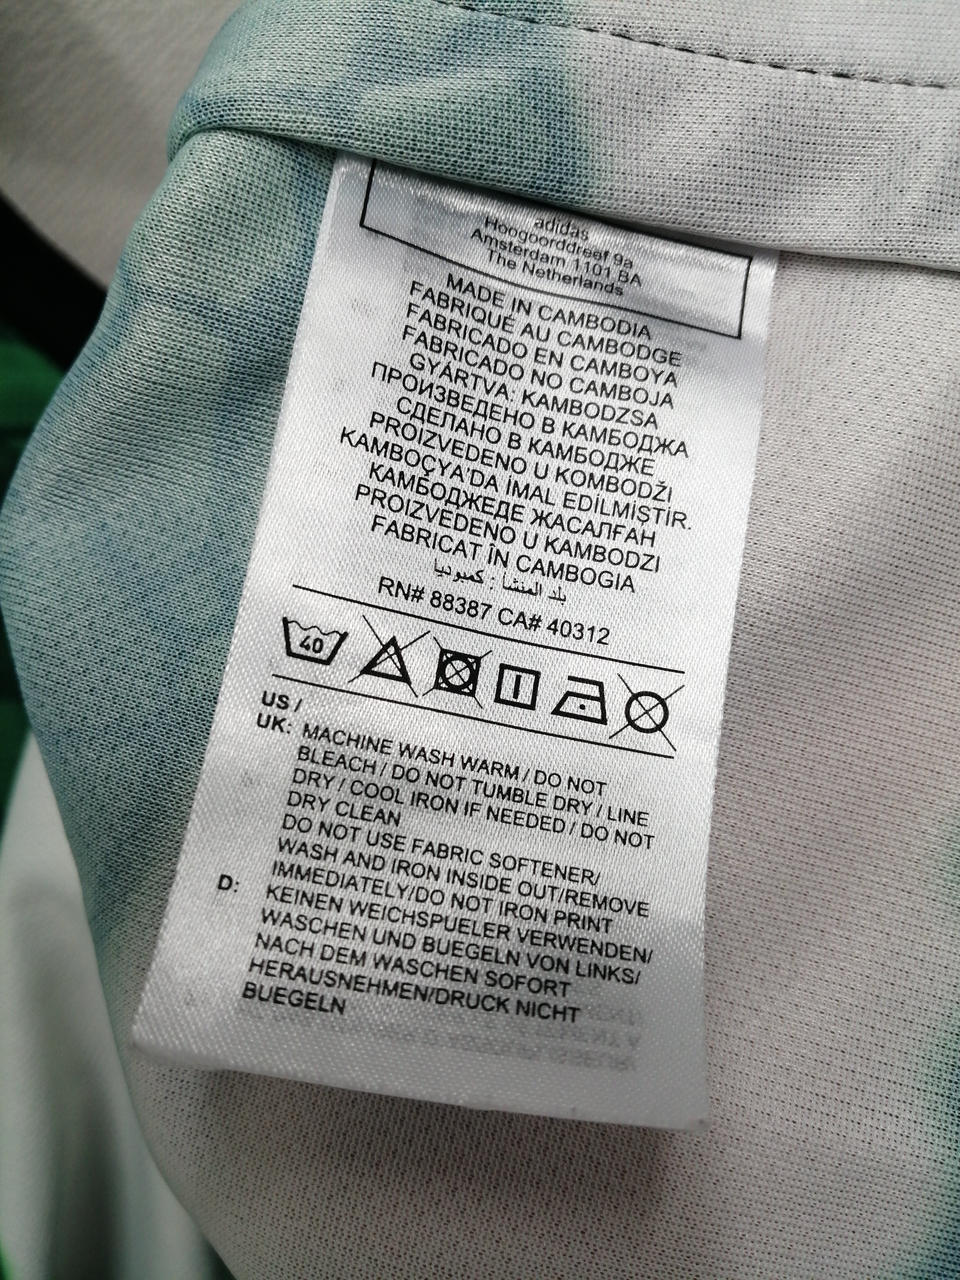 adidas
Hoogoorddreef 9a
Amsterdam 1101 BA
The Netherlands
MADE IN CAMBODIA
FABRIQUÉ AU CAMBODGE
FABRICADO EN CAMBOYA
FABRICADO NO CAMBOJA
GYÁRTVA: KAMBODZSA
ПРОИЗВЕДЕНО В КАМБОДЖА
СДЕЛАНО В КАМБОДЖЕ
PROIZVEDENO U KOMBODŽI
KAMBOÇYA'DA İMAL EDİLMİŞTİR.
КАМБОДЖЕДЕ ЖАСАЛҒАН
PROIZVEDENO U KAMBODZI
FABRICAT ÎN CAMBOGIA
بلد المنشأ : كمبوديا
RN# 88387 CA# 40312
40
US /
UK: MACHINE WASH WARM / DO NOT
BLEACH / DO NOT TUMBLE DRY / LINE
DRY / COOL IRON IF NEEDED / DO NOT
DRY CLEAN
DO NOT USE FABRIC SOFTENER/
WASH AND IRON INSIDE OUT/REMOVE
IMMEDIATELY/DO NOT IRON PRINT
D: KEINEN WEICHSPUELER VERWENDEN/
WASCHEN UND BUEGELN VON LINKS/
NACH DEM WASCHEN SOFORT
HERAUSNEHMEN/DRUCK NICHT
BUEGELN